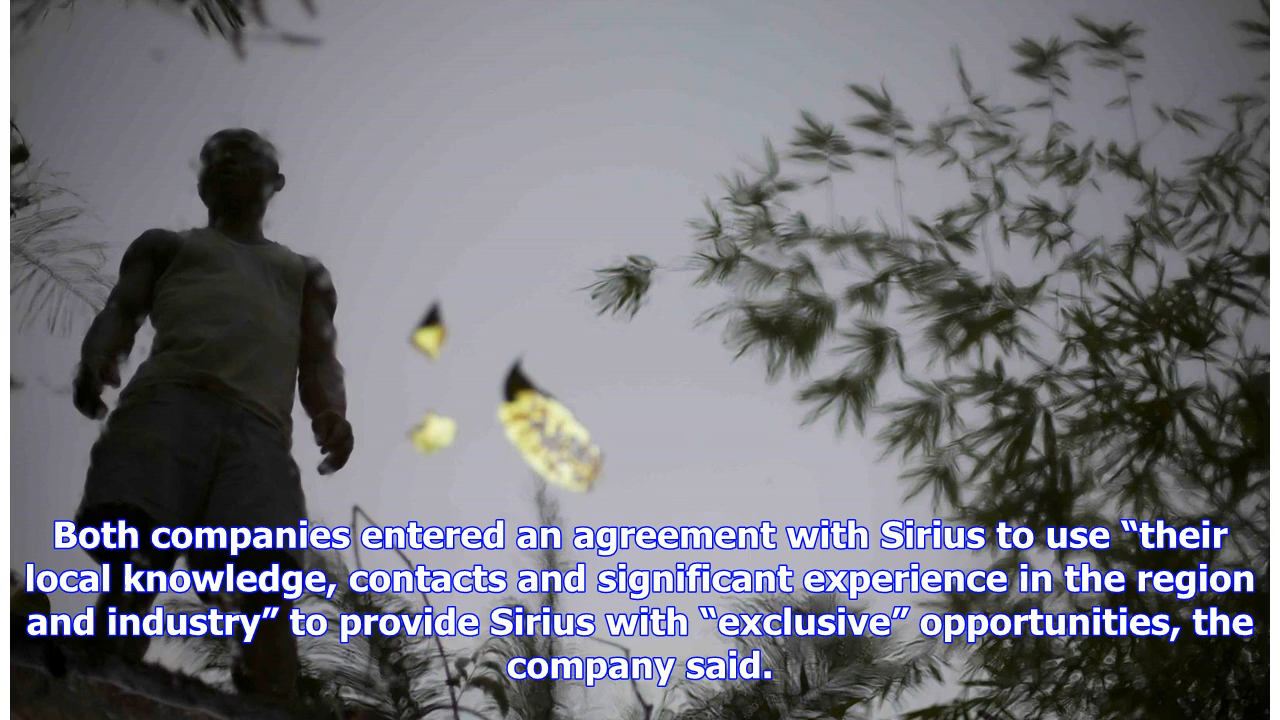 Both companies entered an agreement with Sirius to use “their
local knowledge, contacts and significant experience in the region
and industry” to provide Sirius with “exclusive” opportunities, the
company said.